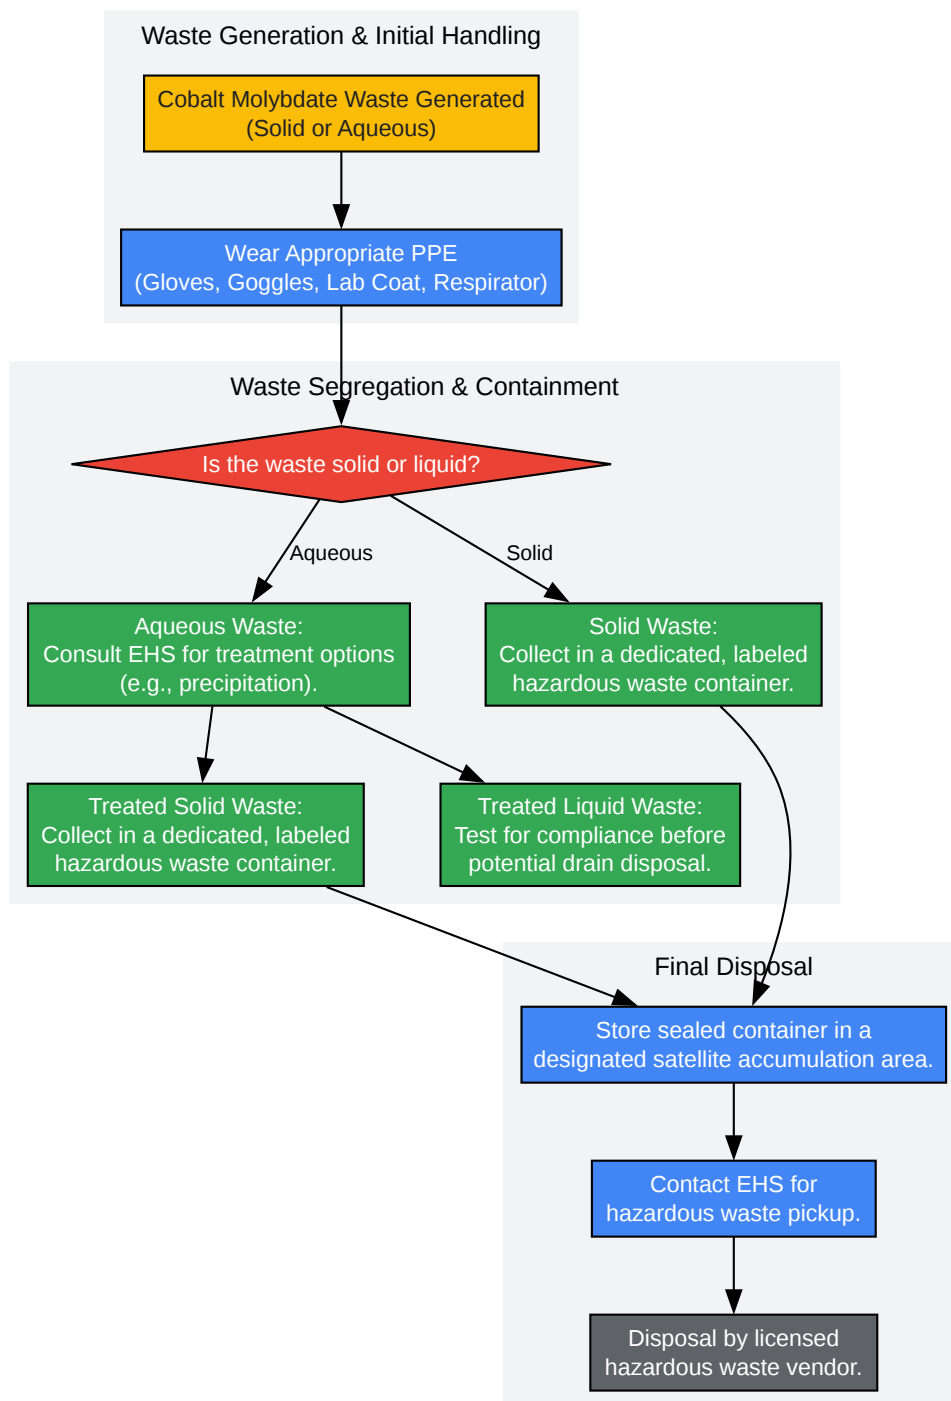 Waste Generation & Initial Handling
Cobalt Molybdate Waste Generated
(Solid or Aqueous)
Wear Appropriate PPE
(Gloves, Goggles, Lab Coat, Respirator)
Waste Segregation & Containment
Is the waste solid or liquid?
Aqueous
Solid
Aqueous Waste:
Consult EHS for treatment options
(e.g., precipitation).
Solid Waste:
Collect in a dedicated, labeled
hazardous waste container.
Treated Solid Waste:
Collect in a dedicated, labeled
hazardous waste container.
Treated Liquid Waste:
Test for compliance before
potential drain disposal.
Final Disposal
Store sealed container in a
designated satellite accumulation area.
Contact EHS for
hazardous waste pickup.
Disposal by licensed
hazardous waste vendor.